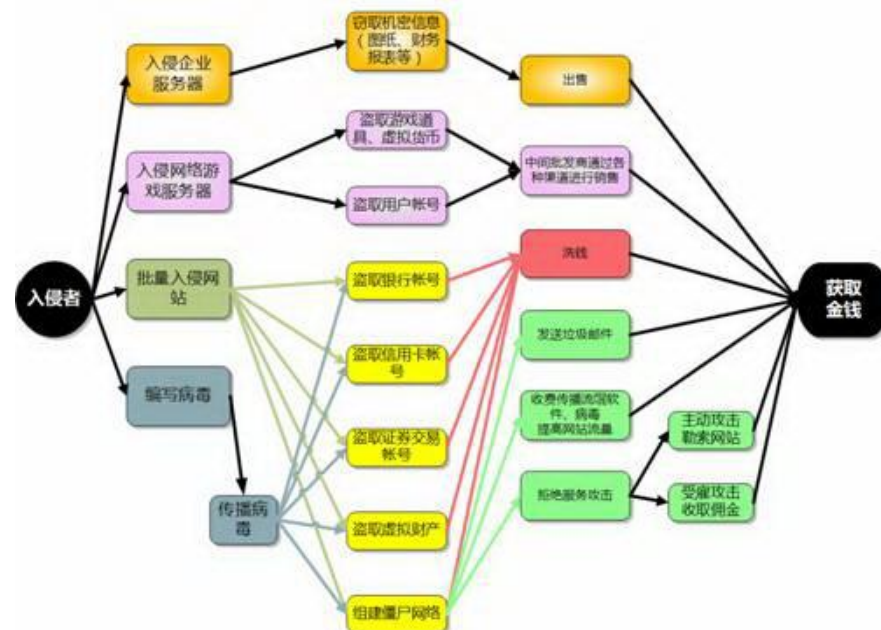 窃取机密信息
（图纸、财务
报表等）
入侵企业
服务器
出售
盗取游戏道
具、虚拟货币
入侵网络游
戏服务器
中间批发商通过各
种渠道进行销售
盗取用户帐号
洗钱
批量入侵网
站
盗取银行帐号
入侵者
获取
金钱
发送垃圾邮件
盗取信用卡帐
号
编写病毒
收费传播流氓软
件、病毒
提高网站流量
主动攻击
勒索网站
盗取证券交易
帐号
拒绝服务攻击
受雇攻击
收取佣金
传播病
毒
盗取虚拟财产
组建僵尸网络